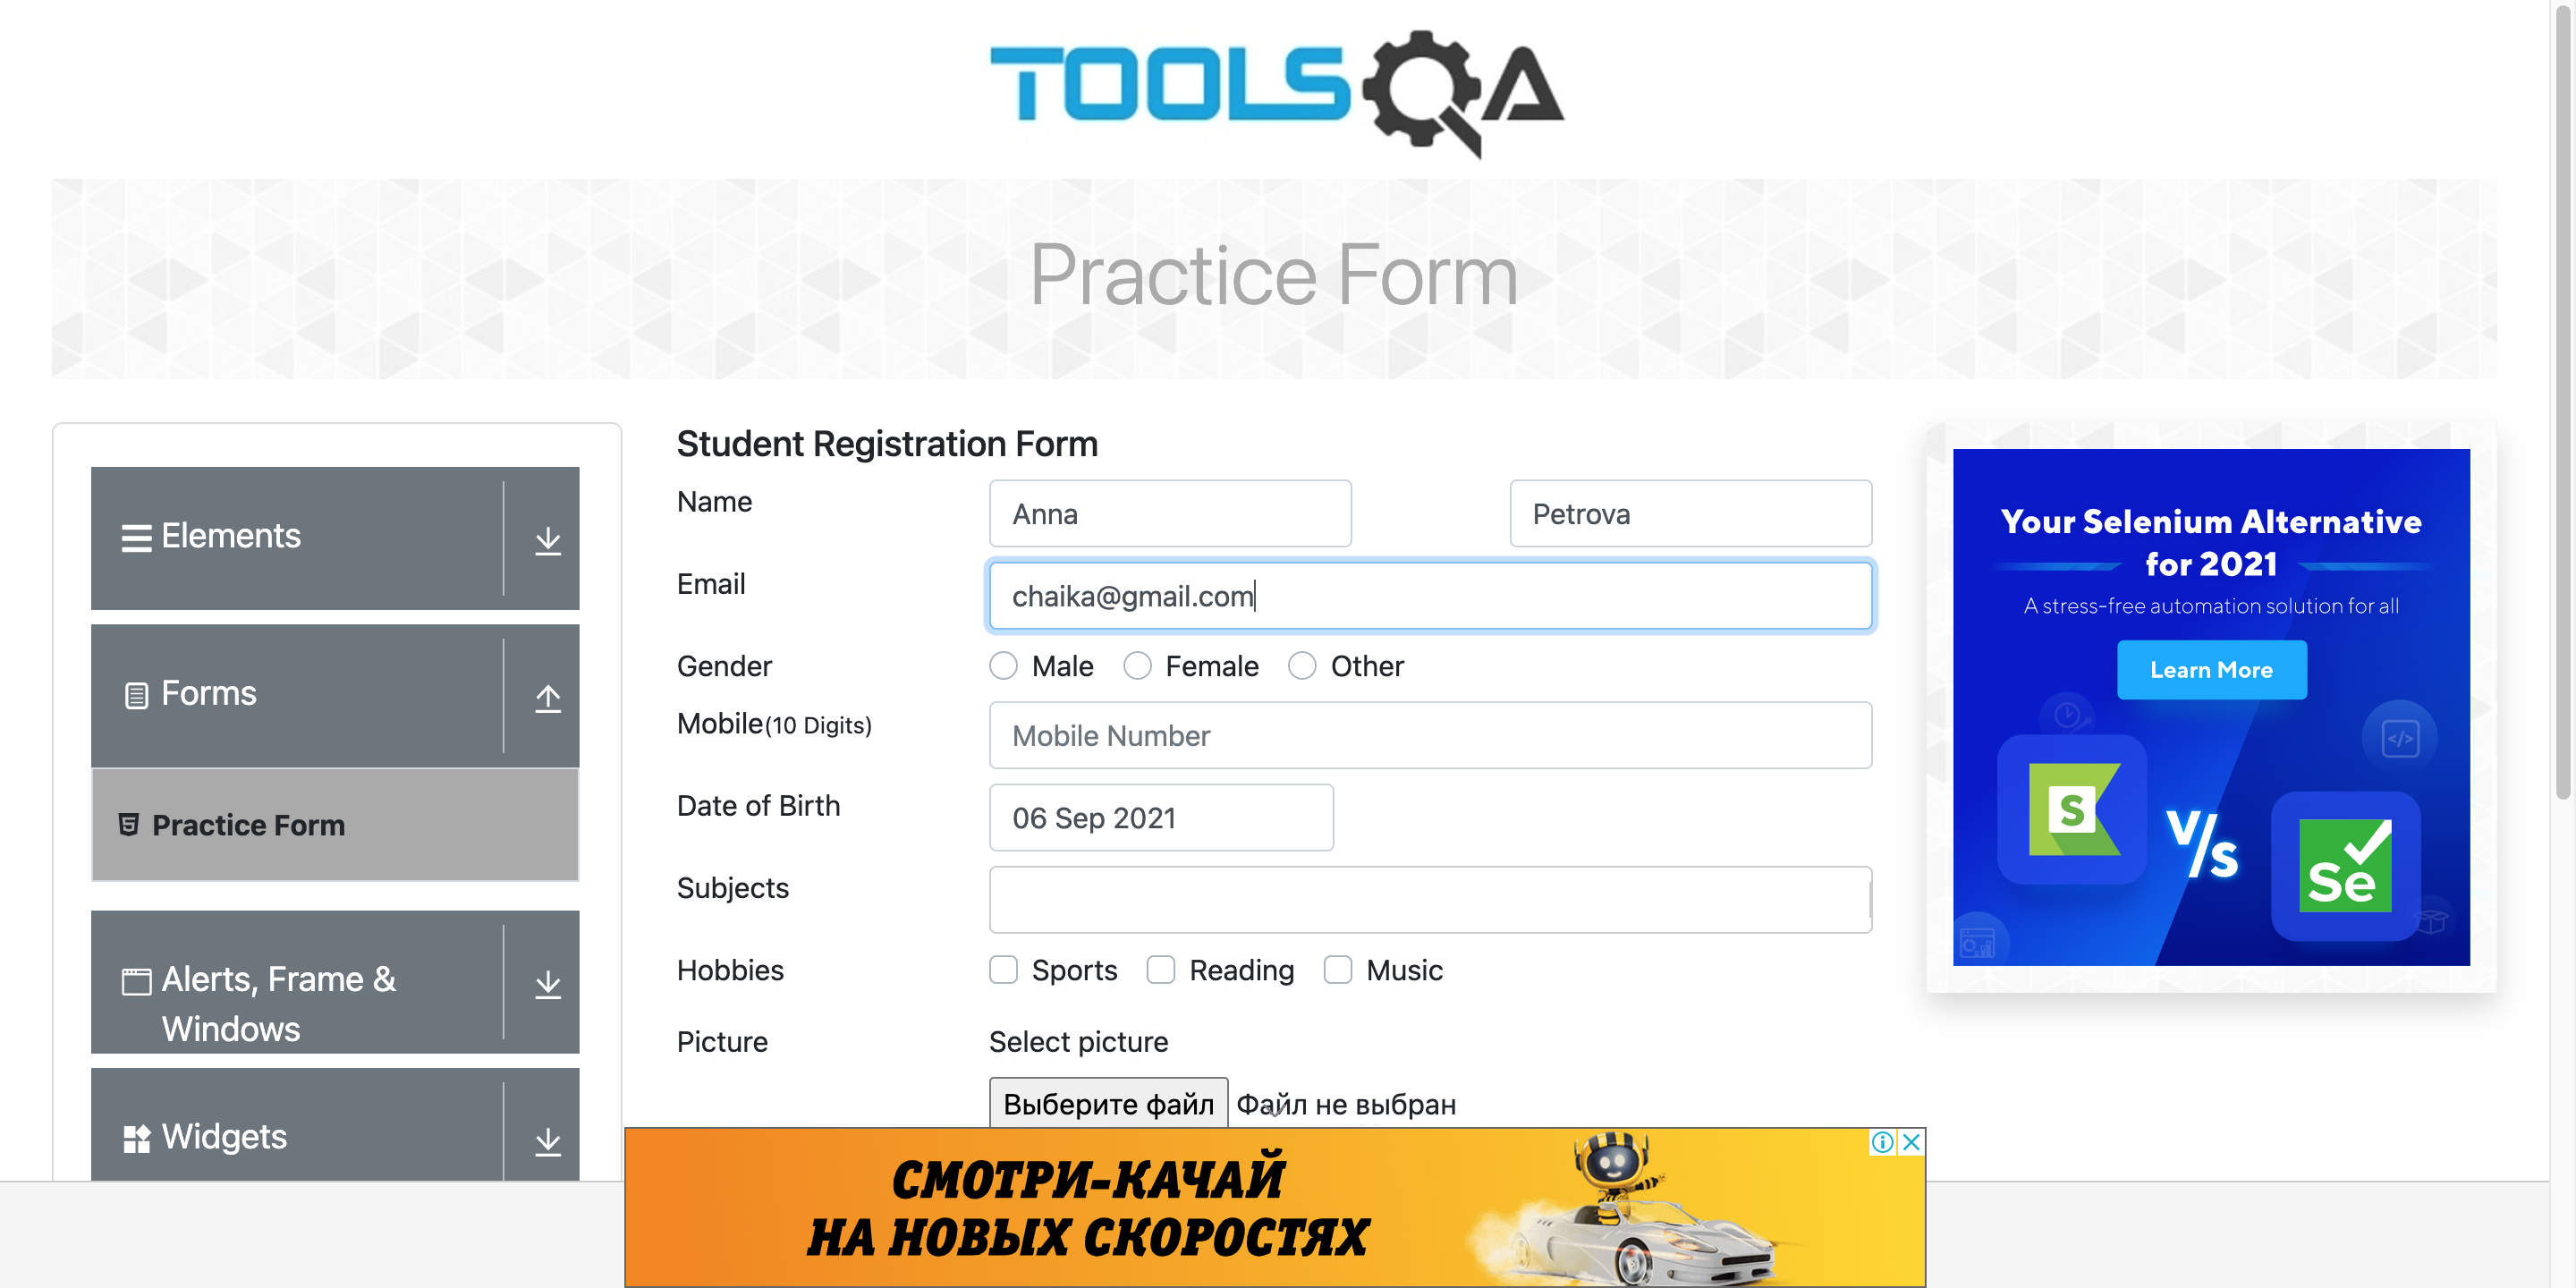 TOOLSQA
Practice Form
Elements
Forms
Practice Form
Alerts, Frame &
Windows
Widgets
Student Registration Form
Name
Anna
Petrova
Email
chaika@gmail.com
Gender
Male
Female
Other
Mobile(10 Digits)
Mobile Number
Date of Birth
06 Sep 2021
Subjects
Hobbies
Sports
Reading
Music
Picture
Select picture
Выберите файл
Файл не выбран
Your Selenium Alternative
for 2021
A stress-free automation solution for all
Learn More
S
V/S
Se
СМОТРИ-КАЧАЙ
НА НОВЫХ СКОРОСТЯХ